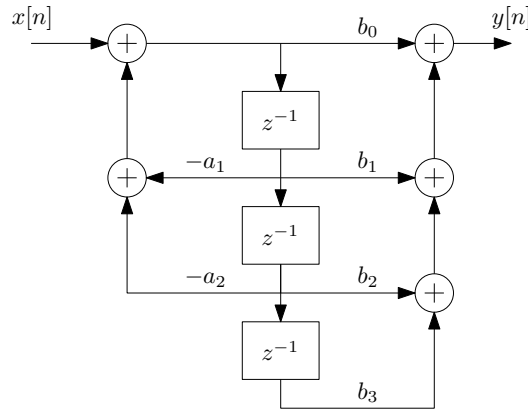 x[n] b₀ y[n]
+ +
z⁻¹
−a₁ b₁
+ +
z⁻¹
−a₂ b₂
+
z⁻¹
b₃